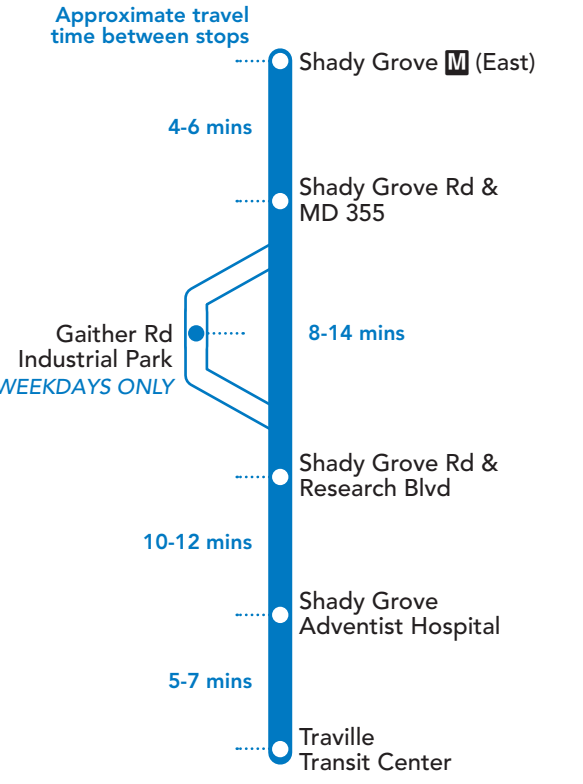 Approximate travel
time between stops
Shady Grove M (East)
4-6 mins
Shady Grove Rd &
MD 355
Gaither Rd
Industrial Park
WEEKDAYS ONLY
8-14 mins
Shady Grove Rd &
Research Blvd
10-12 mins
Shady Grove
Adventist Hospital
5-7 mins
Traville
Transit Center